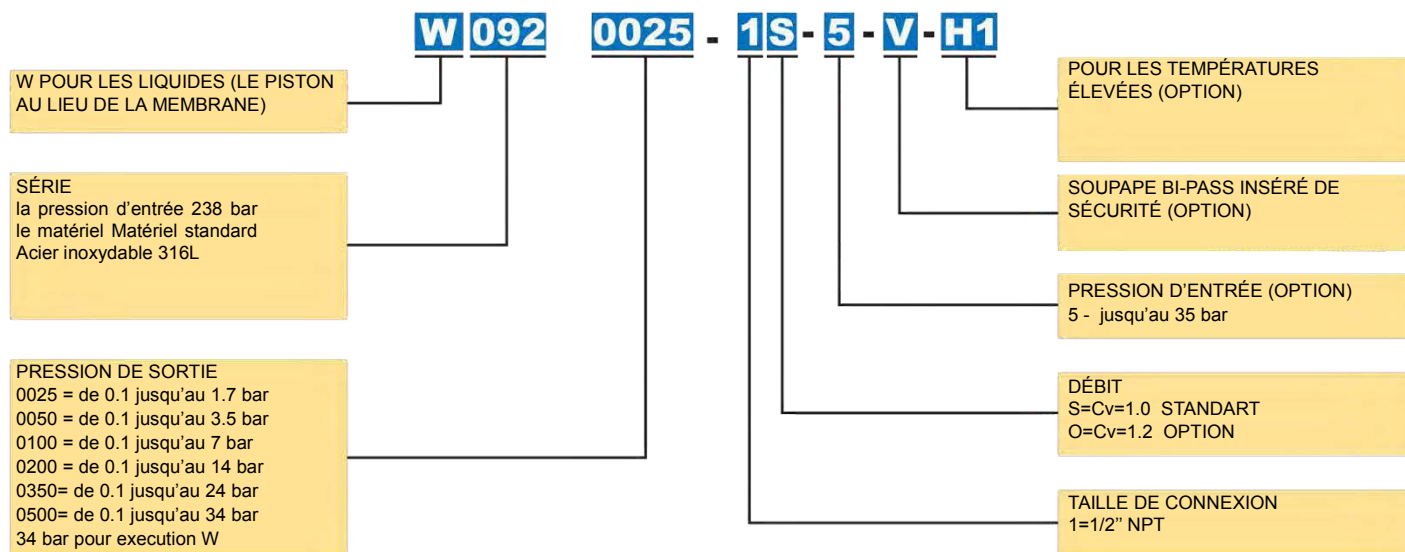 W092 0025 - 1S - 5 - V - H1
W POUR LES LIQUIDES (LE PISTON
AU LIEU DE LA MEMBRANE)
SÉRIE
la pression d'entrée 238 bar
le matériel Matériel standard
Acier inoxydable 316L
PRESSION DE SORTIE
0025 = de 0.1 jusqu'au 1.7 bar
0050 = de 0.1 jusqu'au 3.5 bar
0100 = de 0.1 jusqu'au 7 bar
0200 = de 0.1 jusqu'au 14 bar
0350= de 0.1 jusqu'au 24 bar
0500= de 0.1 jusqu'au 34 bar
34 bar pour execution W
POUR LES TEMPÉRATURES
ÉLEVÉES (OPTION)
SOUPAPE BI-PASS INSÉRÉ DE
SÉCURITÉ (OPTION)
PRESSION D'ENTRÉE (OPTION)
5 - jusqu'au 35 bar
DÉBIT
S=Cv=1.0 STANDART
O=Cv=1.2 OPTION
TAILLE DE CONNEXION
1=1/2" NPT